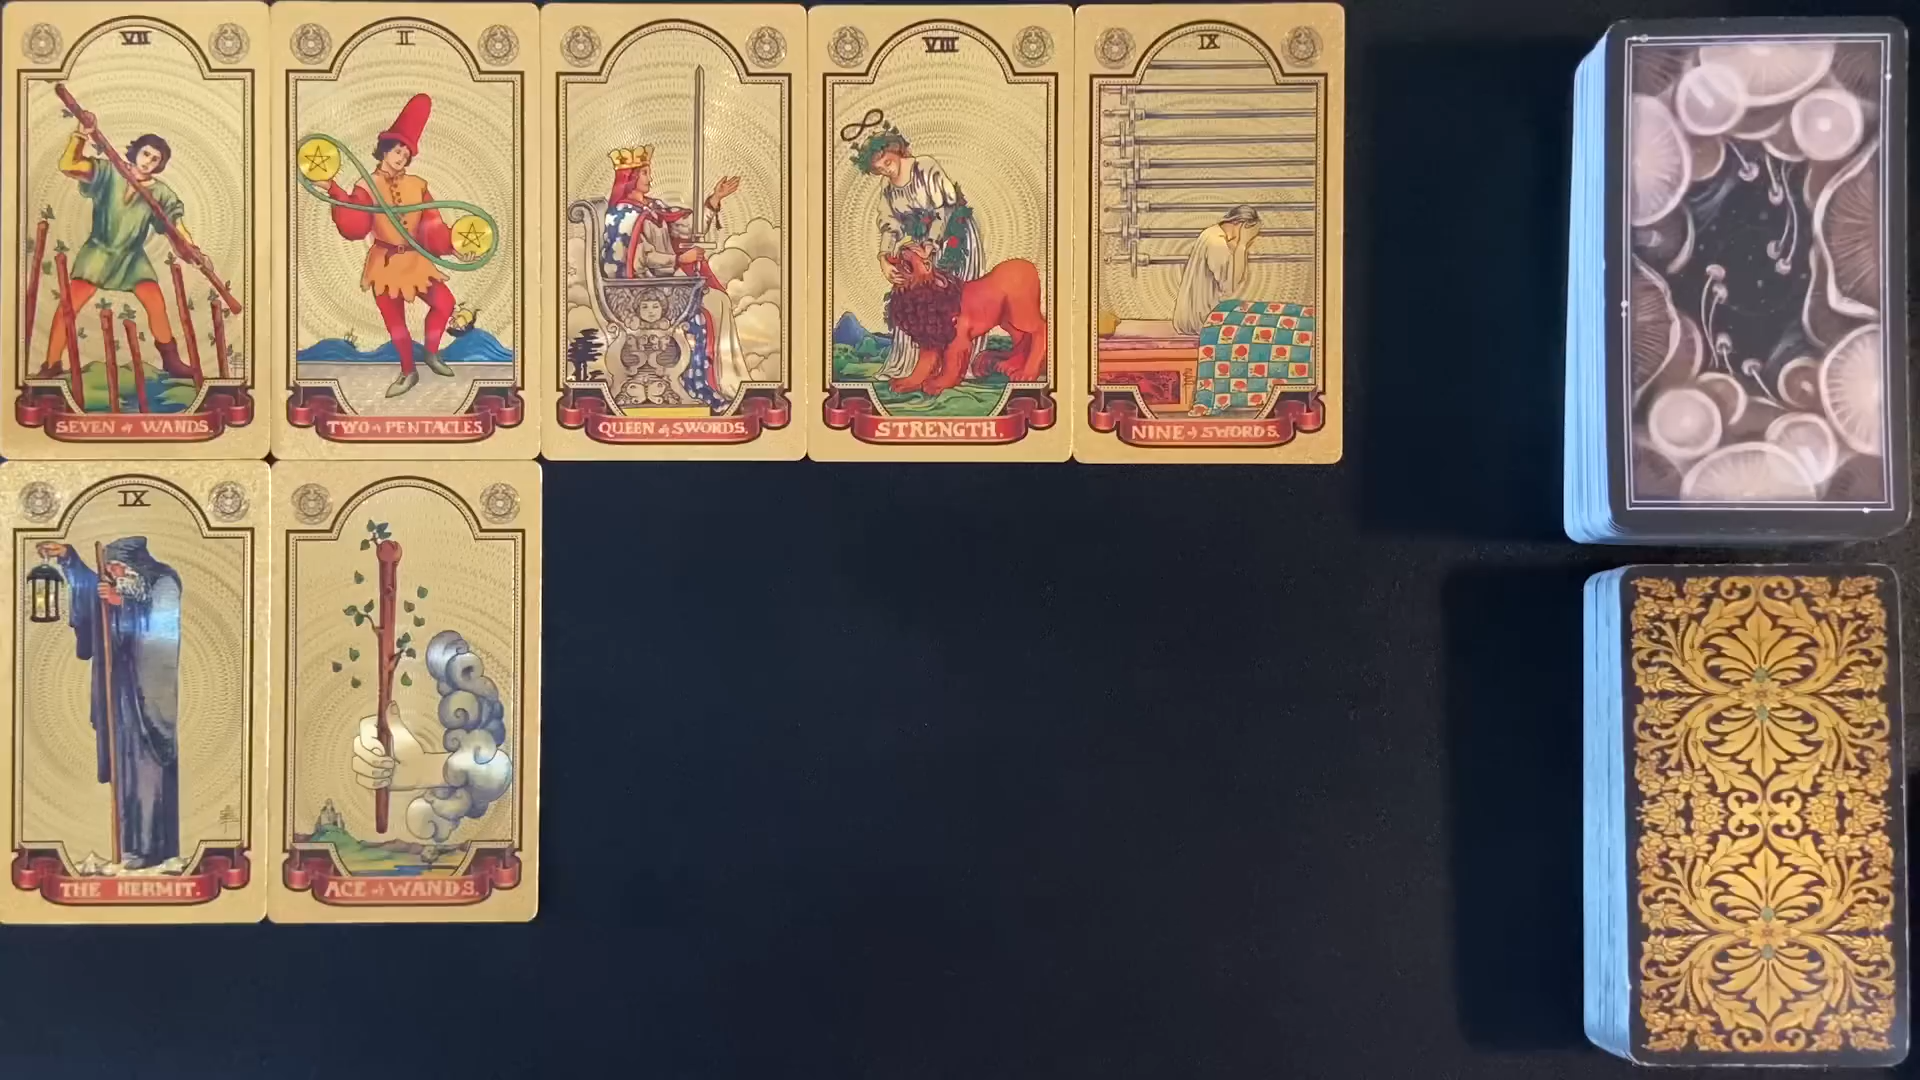 VII
SEVEN of WANDS.
II
TWO of PENTACLES
QUEEN of SWORDS.
VIII
STRENGTH.
IX
NINE of SWORDS.
IX
THE HERMIT.
ACE of WANDS.